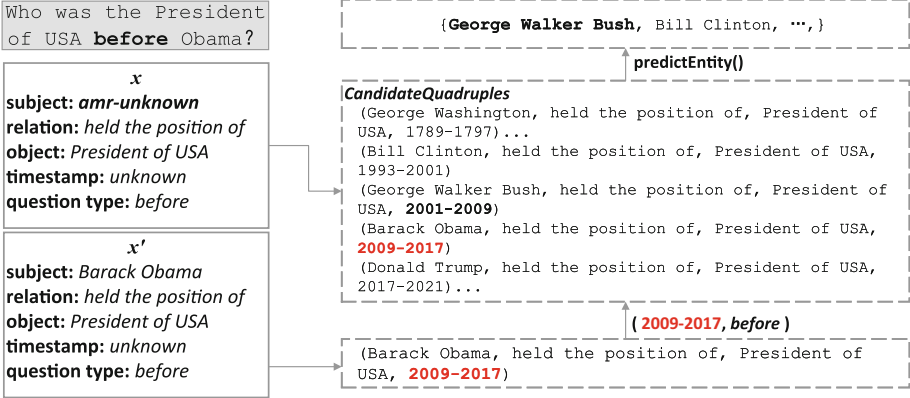 Who was the President
of USA before Obama?
x
subject: amr-unknown
relation: held the position of
object: President of USA
timestamp: unknown
question type: before
x′
subject: Barack Obama
relation: held the position of
object: President of USA
timestamp: unknown
question type: before
{George Walker Bush, Bill Clinton, ⋯,}
predictEntity()
CandidateQuadruples
(George Washington, held the position of, President of
USA, 1789-1797)...
(Bill Clinton, held the position of, President of USA,
1993-2001)
(George Walker Bush, held the position of, President of
USA, 2001-2009)
(Barack Obama, held the position of, President of USA,
2009-2017)
(Donald Trump, held the position of, President of USA,
2017-2021)...
( 2009-2017, before )
(Barack Obama, held the position of, President of
USA, 2009-2017)